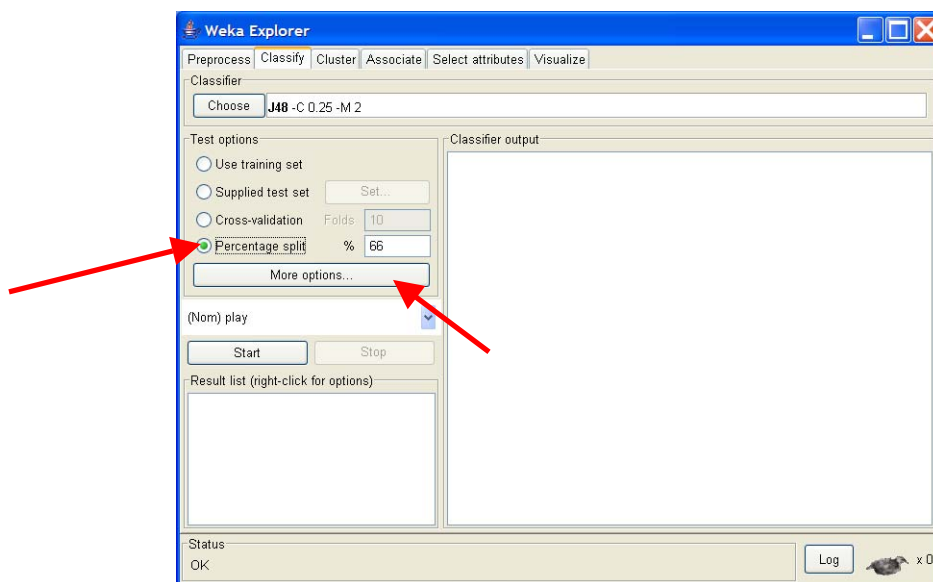 Weka Explorer
Preprocess Classify Cluster Associate Select attributes Visualize
Classifier
Choose J48 -C 0.25 -M 2
Test options
Use training set
Supplied test set Set...
Cross-validation Folds 10
Percentage split % 66
More options...
(Nom) play
Start Stop
Result list (right-click for options)
Classifier output
Status
OK
Log x 0